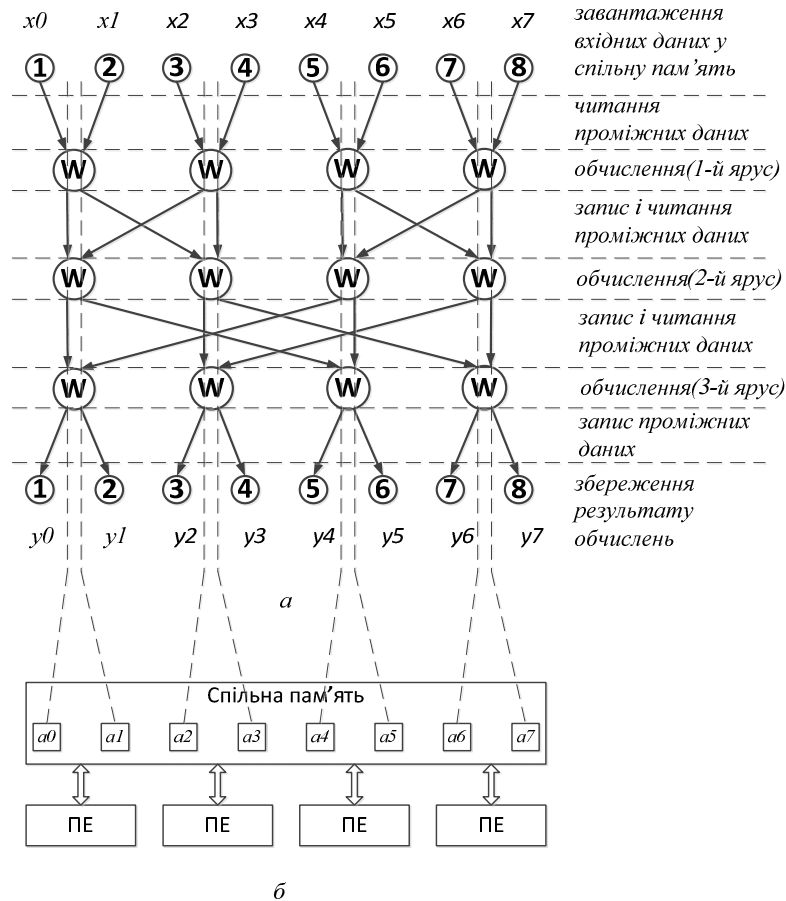 x0 x1 x2 x3 x4 x5 x6 x7
завантаження
вхідних даних у
спільну пам’ять
1 2 3 4 5 6 7 8
читання
проміжних даних
W W W W
обчислення(1-й ярус)
запис і читання
проміжних даних
W W W W
обчислення(2-й ярус)
запис і читання
проміжних даних
W W W W
обчислення(3-й ярус)
запис проміжних
даних
1 2 3 4 5 6 7 8
збереження
результату
обчислень
y0 y1 y2 y3 y4 y5 y6 y7
а
Спільна пам’ять
a0 a1 a2 a3 a4 a5 a6 a7
ПЕ ПЕ ПЕ ПЕ
б